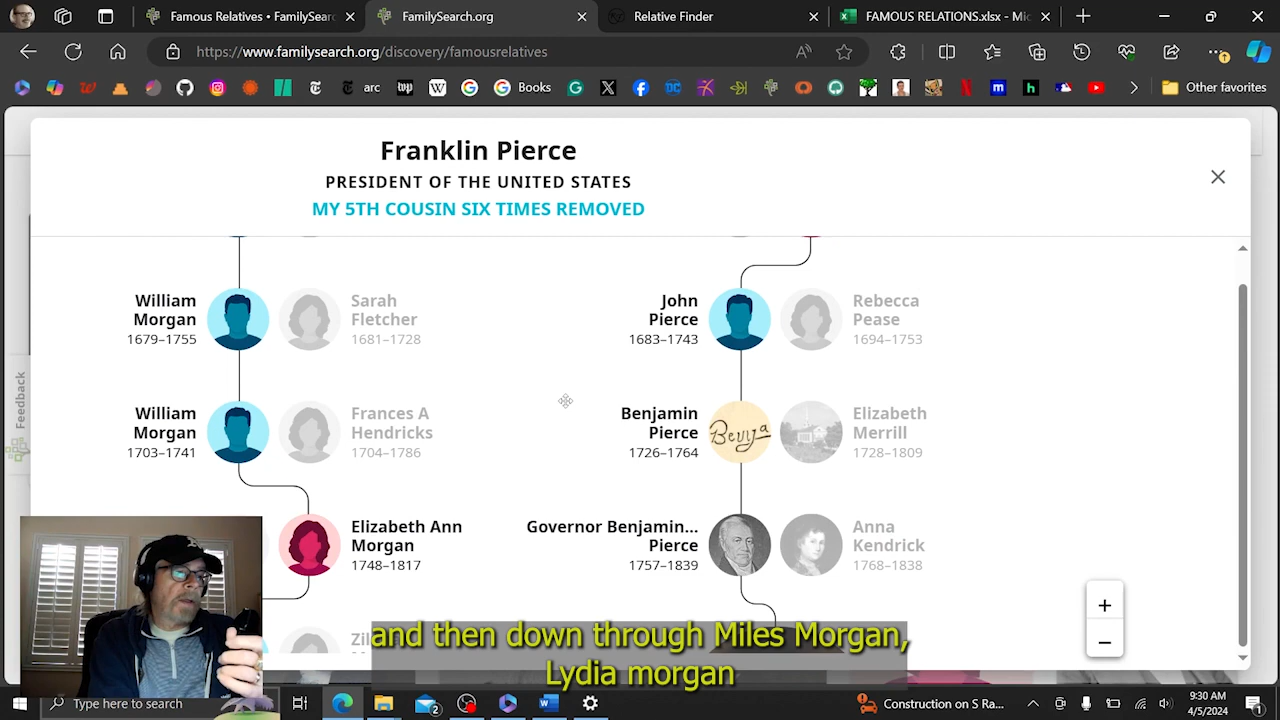 Famous Relatives • FamilySearc
FamilySearch.org
Relative Finder
FAMOUS RELATIONS.xlsx - Mic
https://www.familysearch.org/discovery/famousrelatives
arc
Books
Other favorites
Franklin Pierce
PRESIDENT OF THE UNITED STATES
MY 5TH COUSIN SIX TIMES REMOVED
William
Morgan
1679–1755
Sarah
Fletcher
1681–1728
John
Pierce
1683–1743
Rebecca
Pease
1694–1753
Feedback
William
Morgan
1703–1741
Frances A
Hendricks
1704–1786
Benjamin
Pierce
1726–1764
Elizabeth
Merrill
1728–1809
Elizabeth Ann
Morgan
1748–1817
Governor Benjamin...
Pierce
1757–1839
Anna
Kendrick
1768–1838
and then down through Miles Morgan,
Lydia morgan
Type here to search
Construction on S Ra...
9:30 AM
4/5/2024